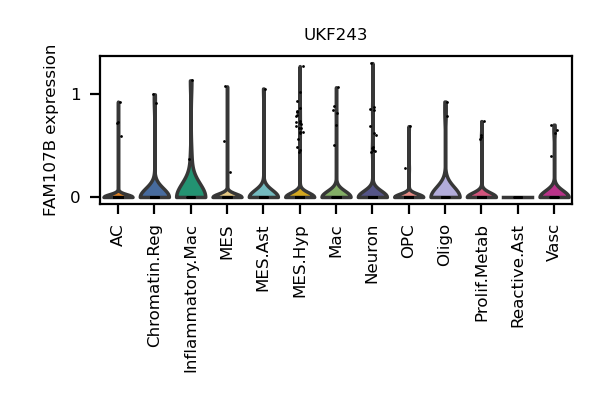 UKF243
FAM107B expression
1
0
AC
Chromatin.Reg
Inflammatory.Mac
MES
MES.Ast
MES.Hyp
Mac
Neuron
OPC
Oligo
Prolif.Metab
Reactive.Ast
Vasc